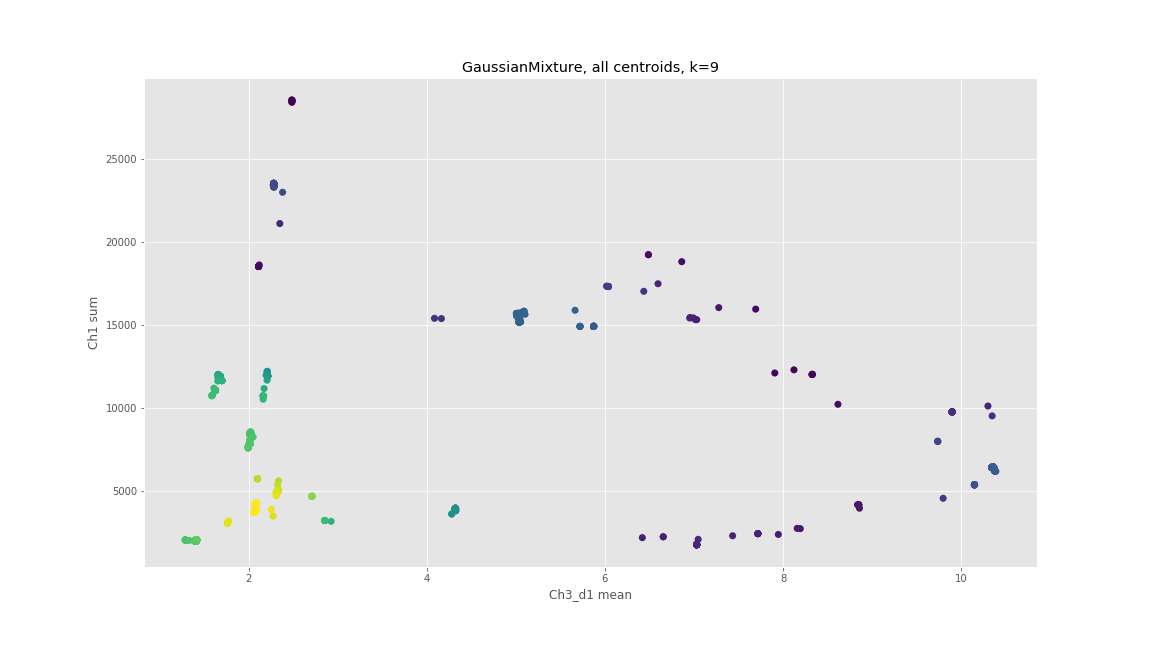 GaussianMixture, all centroids, k=9
25000
20000
15000
10000
5000
Ch1 sum
2 4 6 8 10
Ch3_d1 mean